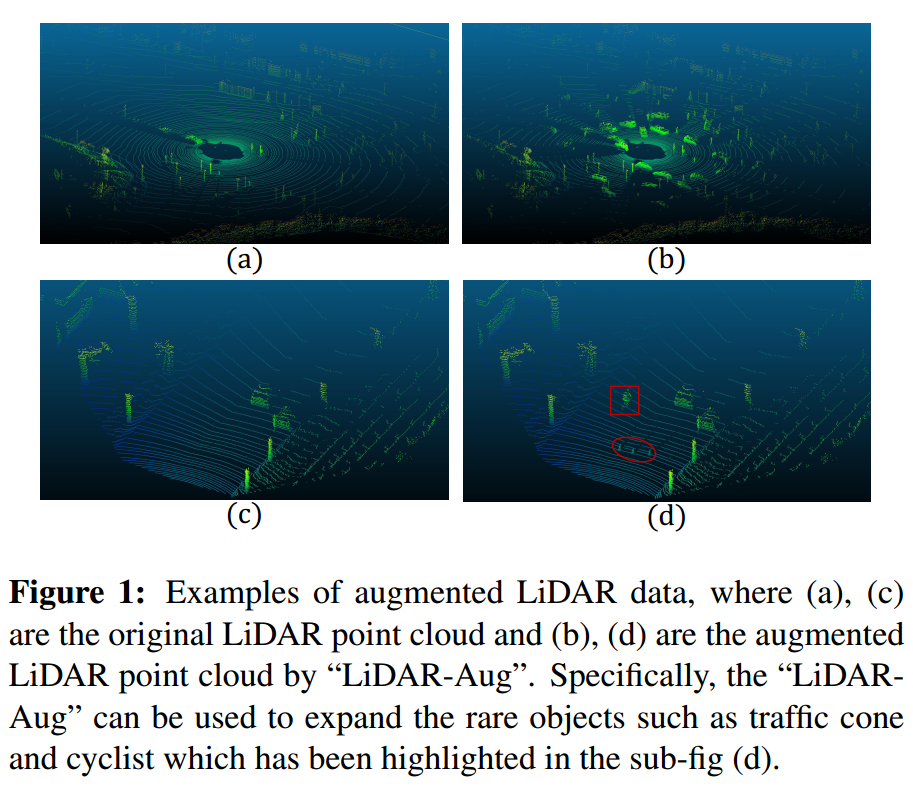 (a)
(b)
(c)
(d)
Figure 1: Examples of augmented LiDAR data, where (a), (c)
are the original LiDAR point cloud and (b), (d) are the augmented
LiDAR point cloud by “LiDAR-Aug”. Specifically, the “LiDAR-
Aug” can be used to expand the rare objects such as traffic cone
and cyclist which has been highlighted in the sub-fig (d).